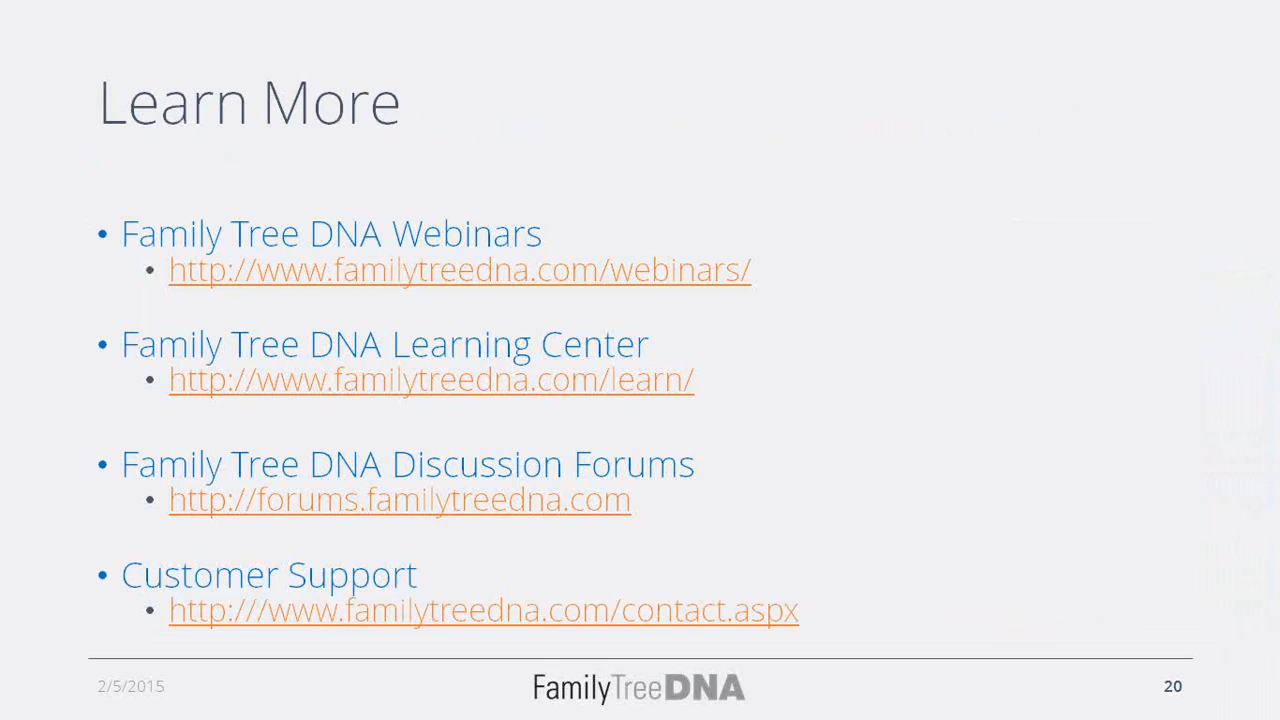 Learn More
• Family Tree DNA Webinars
• http://www.familytreedna.com/webinars/
• Family Tree DNA Learning Center
• http://www.familytreedna.com/learn/
• Family Tree DNA Discussion Forums
• http://forums.familytreedna.com
• Customer Support
• http:///www.familytreedna.com/contact.aspx
2/5/2015
FamilyTreeDNA
20